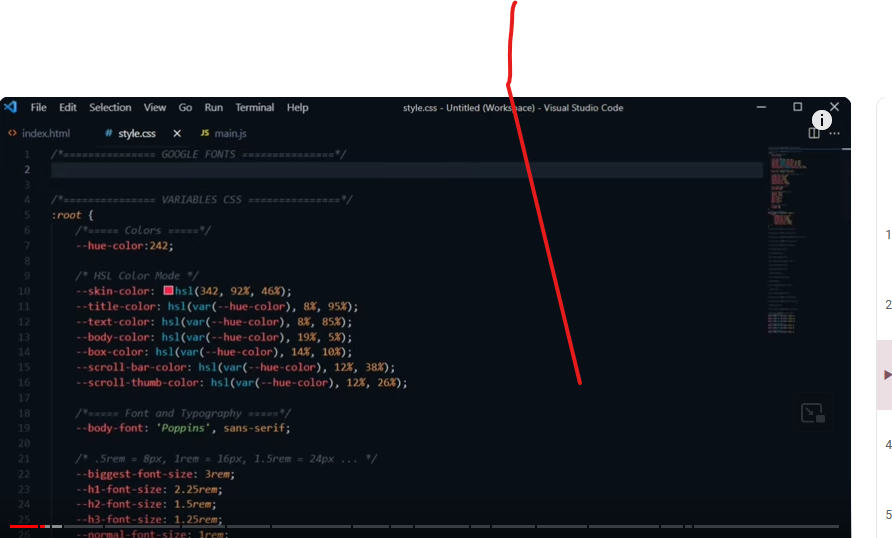 File Edit Selection View Go Run Terminal Help style.css - Untitled (Workspace) - Visual Studio Code
index.html # style.css JS main.js
1 /*=============== GOOGLE FONTS ===============*/
2
3
4 /*=============== VARIABLES CSS ===============*/
5 :root {
6 /*===== Colors =====*/
7 --hue-color:242;
8
9 /* HSL Color Mode */
10 --skin-color: hsl(342, 92%, 46%);
11 --title-color: hsl(var(--hue-color), 8%, 95%);
12 --text-color: hsl(var(--hue-color), 8%, 85%);
13 --body-color: hsl(var(--hue-color), 19%, 5%);
14 --box-color: hsl(var(--hue-color), 14%, 10%);
15 --scroll-bar-color: hsl(var(--hue-color), 12%, 38%);
16 --scroll-thumb-color: hsl(var(--hue-color), 12%, 26%);
17
18 /*===== Font and Typography =====*/
19 --body-font: 'Poppins', sans-serif;
20
21 /* .5rem = 8px, 1rem = 16px, 1.5rem = 24px ... */
22 --biggest-font-size: 3rem;
23 --h1-font-size: 2.25rem;
24 --h2-font-size: 1.5rem;
25 --h3-font-size: 1.25rem;
26 --normal-font-size: 1rem;
1
2
4
5